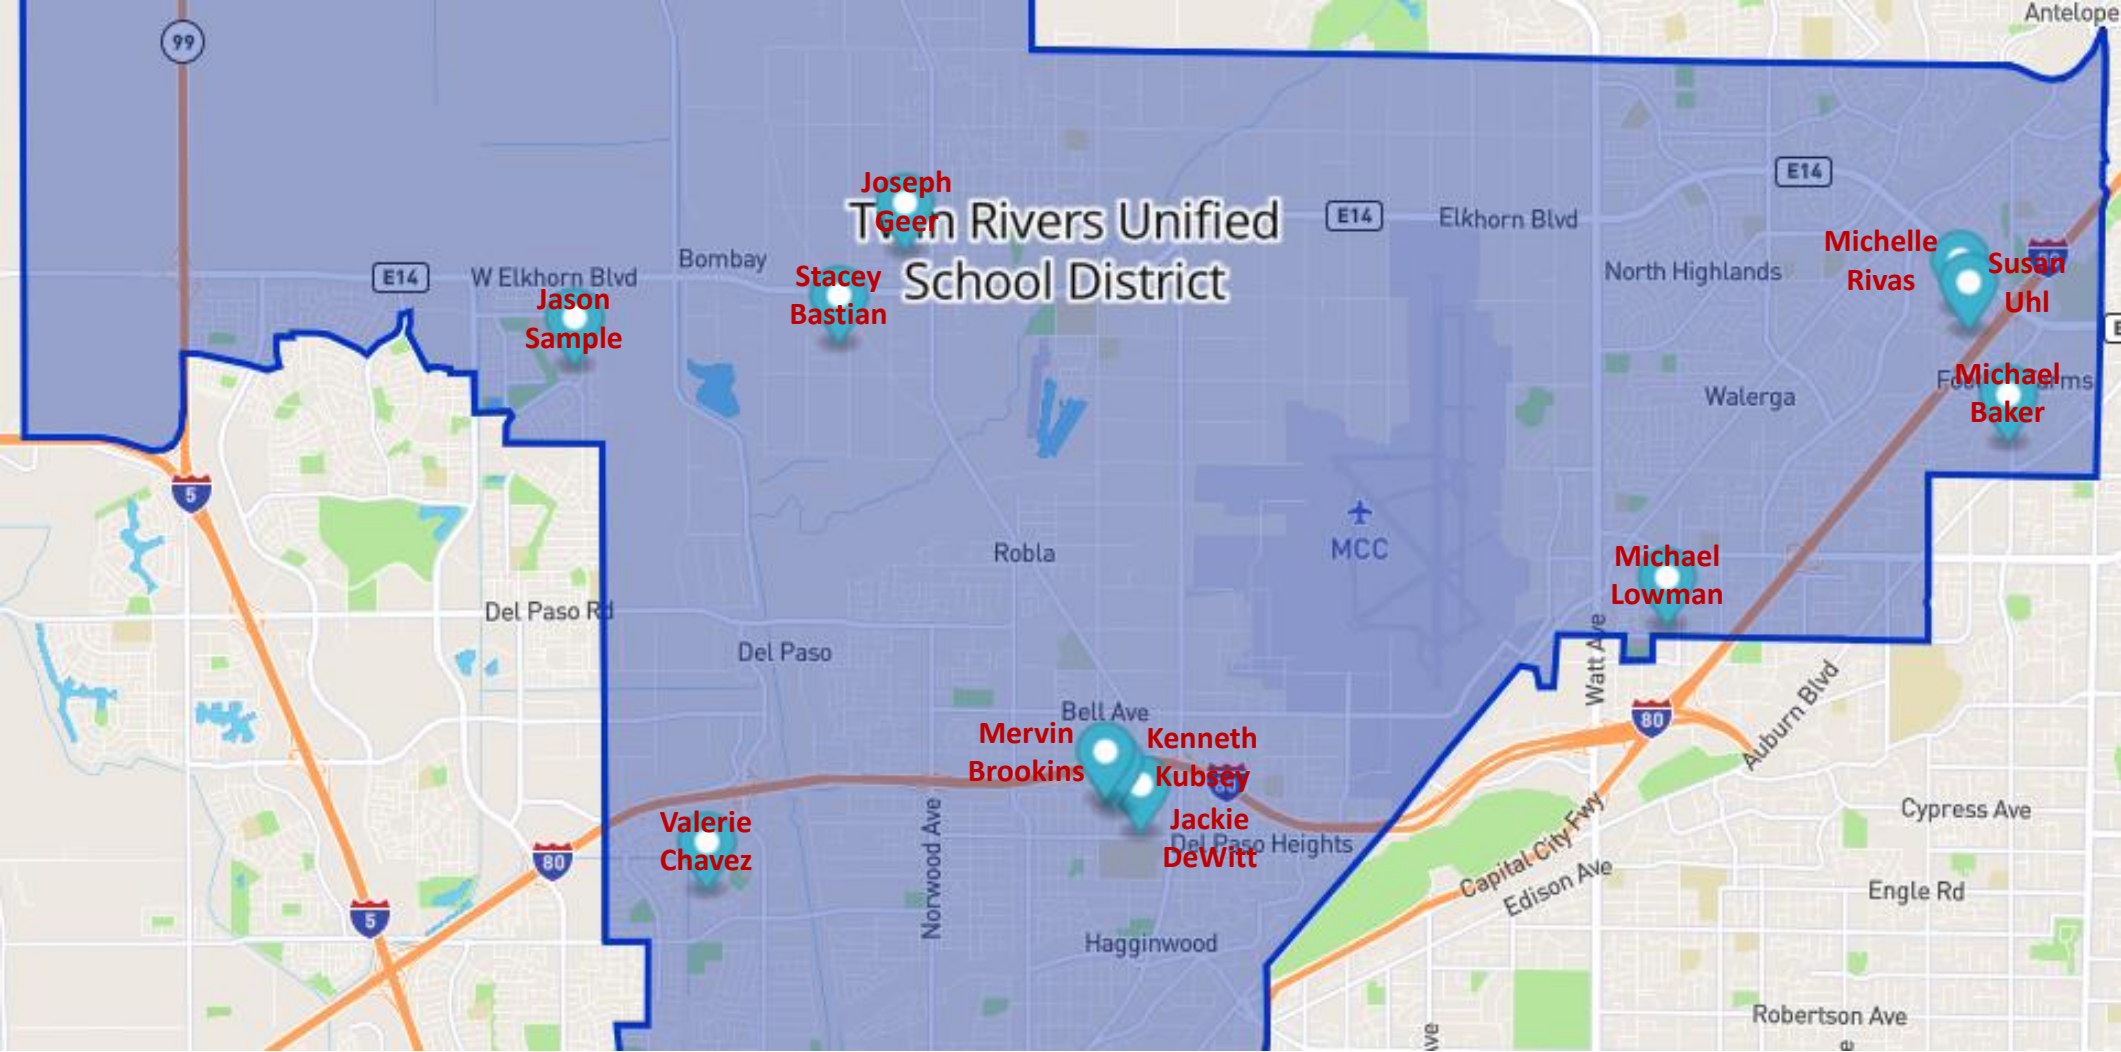 Antelope
99
Joseph
Geer
Twin Rivers Unified
School District
E14
E14
Elkhorn Blvd
Michelle
Rivas
Susan
Uhl
North Highlands
Bombay
E14
W Elkhorn Blvd
Stacey
Bastian
Jason
Sample
Michael
Baker
Walerga
5
Robla
MCC
Michael
Lowman
Del Paso Rd
Del Paso
Watt Ave
Bell Ave
Mervin
Brookins
Kenneth
Kubsey
80
Auburn Blvd
Valerie
Chavez
Jackie
DeWitt
Del Paso Heights
Norwood Ave
80
Capital City Fwy
Edison Ave
Cypress Ave
Engle Rd
5
Hagginwood
Robertson Ave